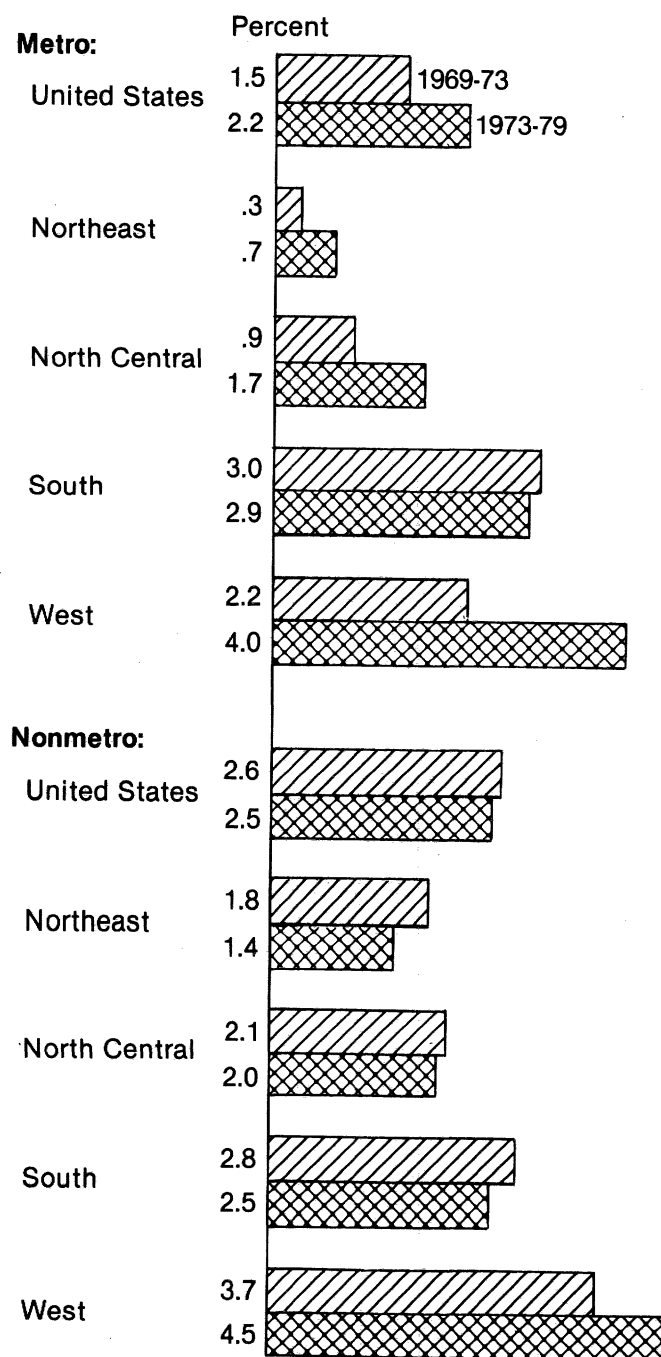 Percent
Metro:
United States
1.5 1969-73
2.2 1973-79
Northeast
.3
.7
North Central
.9
1.7
South
3.0
2.9
West
2.2
4.0
Nonmetro:
United States
2.6
2.5
Northeast
1.8
1.4
North Central
2.1
2.0
South
2.8
2.5
West
3.7
4.5